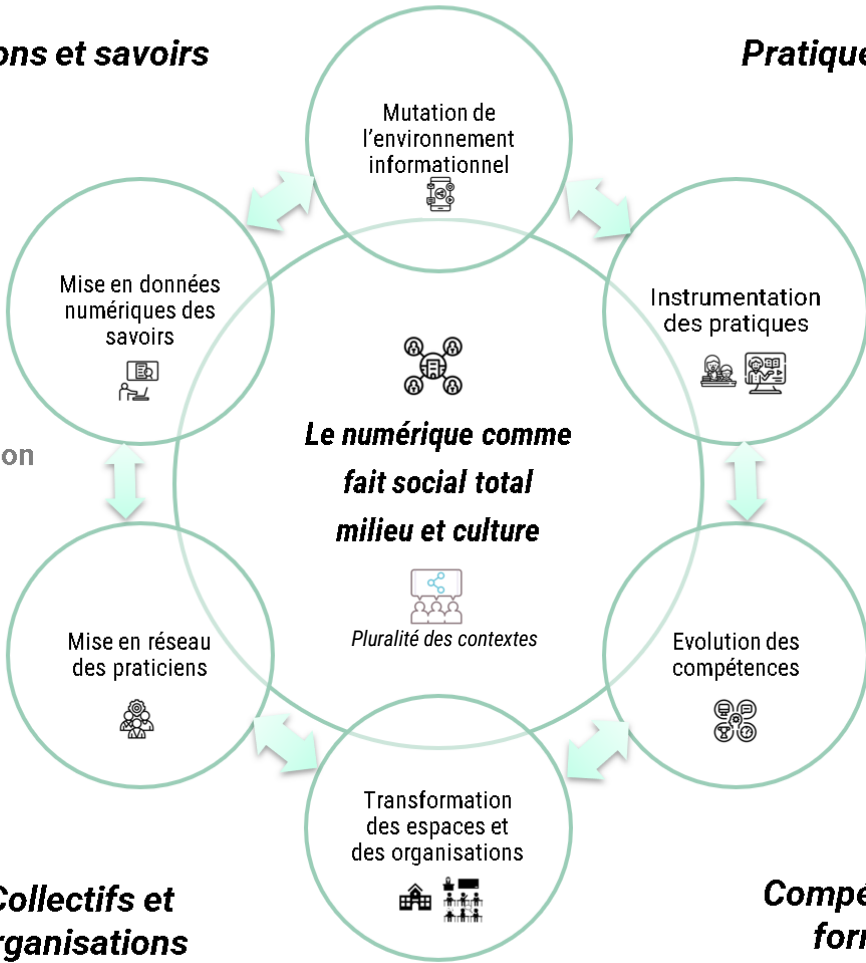 ons et savoirs
Pratique
Mutation de
l'environnement
informationnel
Mise en données
numériques des
savoirs
Instrumentation
des pratiques
Le numérique comme
fait social total
milieu et culture
on
Pluralité des contextes
Mise en réseau
des praticiens
Evolution des
compétences
Transformation
des espaces et
des organisations
Collectifs et
rganisations
Compé
for